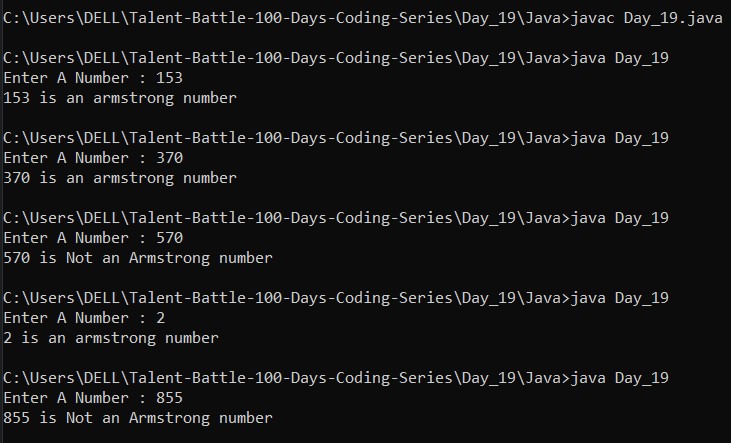 C:\Users\DELL\Talent-Battle-100-Days-Coding-Series\Day_19\Java>javac Day_19.java
C:\Users\DELL\Talent-Battle-100-Days-Coding-Series\Day_19\Java>java Day_19
Enter A Number : 153
153 is an armstrong number
C:\Users\DELL\Talent-Battle-100-Days-Coding-Series\Day_19\Java>java Day_19
Enter A Number : 370
370 is an armstrong number
C:\Users\DELL\Talent-Battle-100-Days-Coding-Series\Day_19\Java>java Day_19
Enter A Number : 570
570 is Not an Armstrong number
C:\Users\DELL\Talent-Battle-100-Days-Coding-Series\Day_19\Java>java Day_19
Enter A Number : 2
2 is an armstrong number
C:\Users\DELL\Talent-Battle-100-Days-Coding-Series\Day_19\Java>java Day_19
Enter A Number : 855
855 is Not an Armstrong number